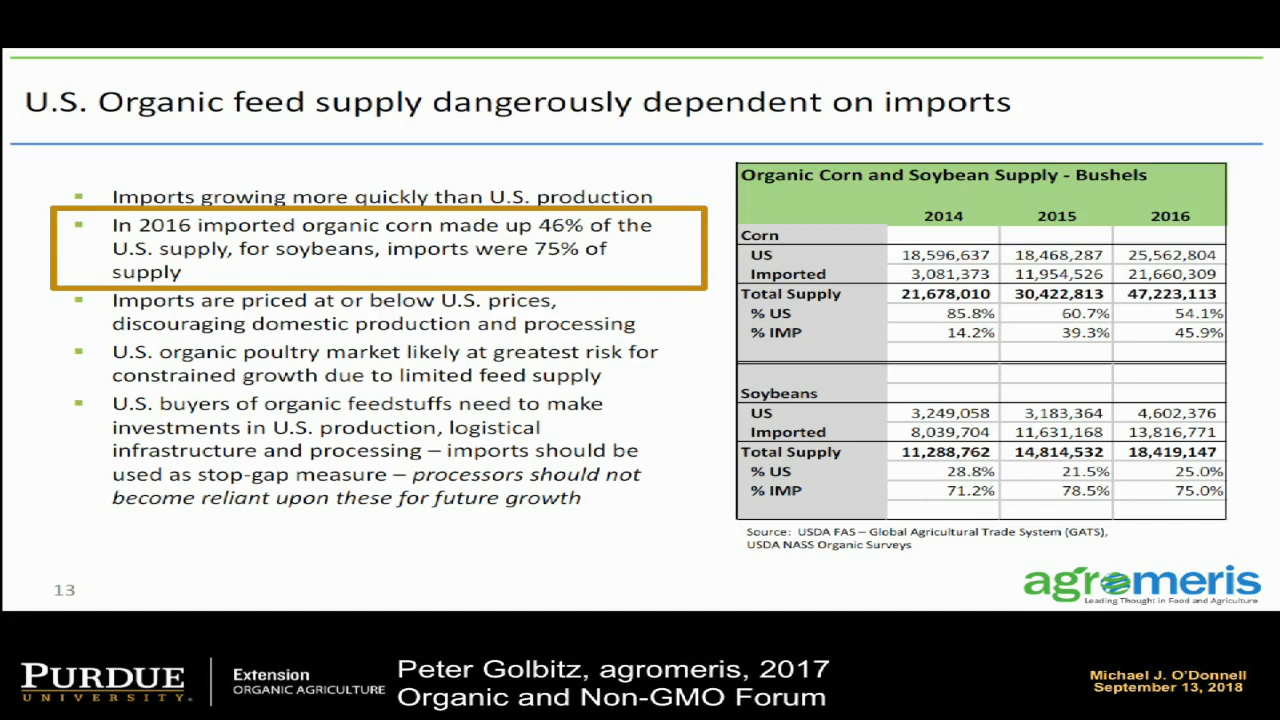 U.S. Organic feed supply dangerously dependent on imports
Imports growing more quickly than U.S. production
In 2016 imported organic corn made up 46% of the
U.S. supply, for soybeans, imports were 75% of
supply
Imports are priced at or below U.S. prices,
discouraging domestic production and processing
U.S. organic poultry market likely at greatest risk for
constrained growth due to limited feed supply
U.S. buyers of organic feedstuffs need to make
investments in U.S. production, logistical
infrastructure and processing – imports should be
used as stop-gap measure – processors should not
become reliant upon these for future growth
Organic Corn and Soybean Supply - Bushels
2014 2015 2016
Corn
US 18,596,637 18,468,287 25,562,804
Imported 3,081,373 11,954,526 21,660,309
Total Supply 21,678,010 30,422,813 47,223,113
% US 85.8% 60.7% 54.1%
% IMP 14.2% 39.3% 45.9%
Soybeans
US 3,249,058 3,183,364 4,602,376
Imported 8,039,704 11,631,168 13,816,771
Total Supply 11,288,762 14,814,532 18,419,147
% US 28.8% 21.5% 25.0%
% IMP 71.2% 78.5% 75.0%
Source: USDA FAS – Global Agricultural Trade System (GATS),
USDA NASS Organic Surveys
13
agromeris
Leading Thought in Food and Agriculture
PURDUE
UNIVERSITY.
Extension
ORGANIC AGRICULTURE
Peter Golbitz, agromeris, 2017
Organic and Non-GMO Forum
Michael J. O'Donnell
September 13, 2018